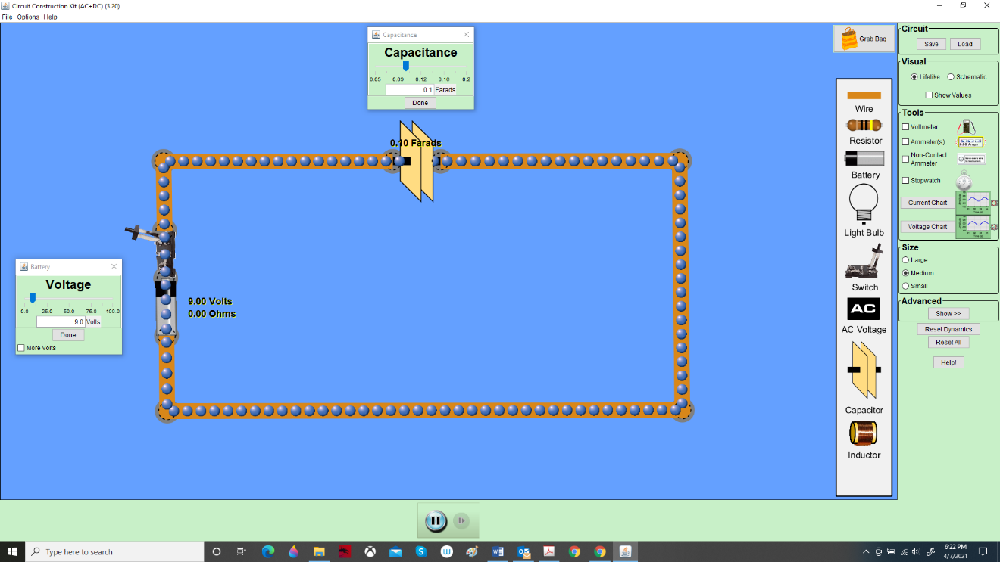 Circuit Construction Kit (AC+DC) (3.20)
File Options Help
Capacitance
Capacitance
0.05 0.09 0.12 0.16 0.2
0.1 Farads
Done
0.10 Farads
Battery
Voltage
0.0 25.0 50.0 75.0 100.0
9.0 Volts
Done
More Volts
9.00 Volts
0.00 Ohms
Grab Bag
Wire
Resistor
Battery
Light Bulb
Switch
AC
AC Voltage
Capacitor
Inductor
Circuit
Save Load
Visual
Lifelike Schematic
Show Values
Tools
Voltmeter
Ammeter(s)
Non-Contact
Ammeter
Stopwatch
Current Chart
Voltage Chart
Size
Large
Medium
Small
Advanced
Show >>
Reset Dynamics
Reset All
Help!
Type here to search
6:22 PM
4/7/2021